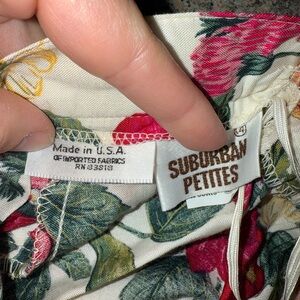 Made in U.S.A.
OF IMPORTED FABRICS
RN 83818
SUBURBAN
PETITES